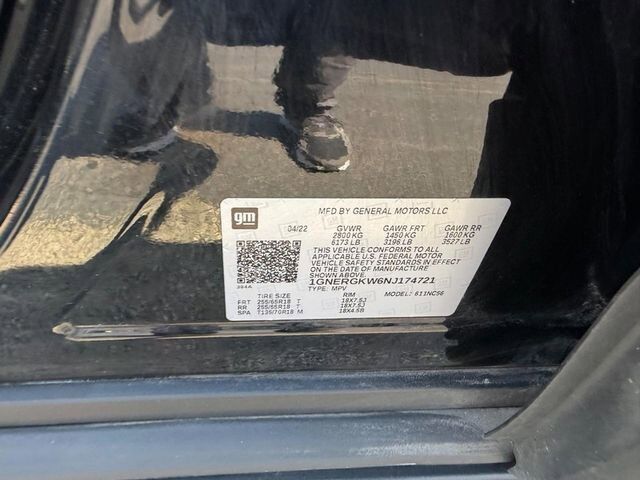 gm
MFD BY GENERAL MOTORS LLC
04/22 GVWR GAWR FRT GAWR RR
2800 KG 1450 KG 1600 KG
6173 LB 3196 LB 3527 LB
THIS VEHICLE CONFORMS TO ALL
APPLICABLE U.S. FEDERAL MOTOR
VEHICLE SAFETY STANDARDS IN EFFECT
ON THE DATE OF MANUFACTURE
SHOWN ABOVE.
1GNERGKW6NJ174721
TYPE: MPV MODEL: 611NC56
TIRE SIZE RIM
FRT 255/65R18 T 18X7.5J
RR 255/65R18 T 18X7.5J
SPA T135/70R18 M 18X4.5B